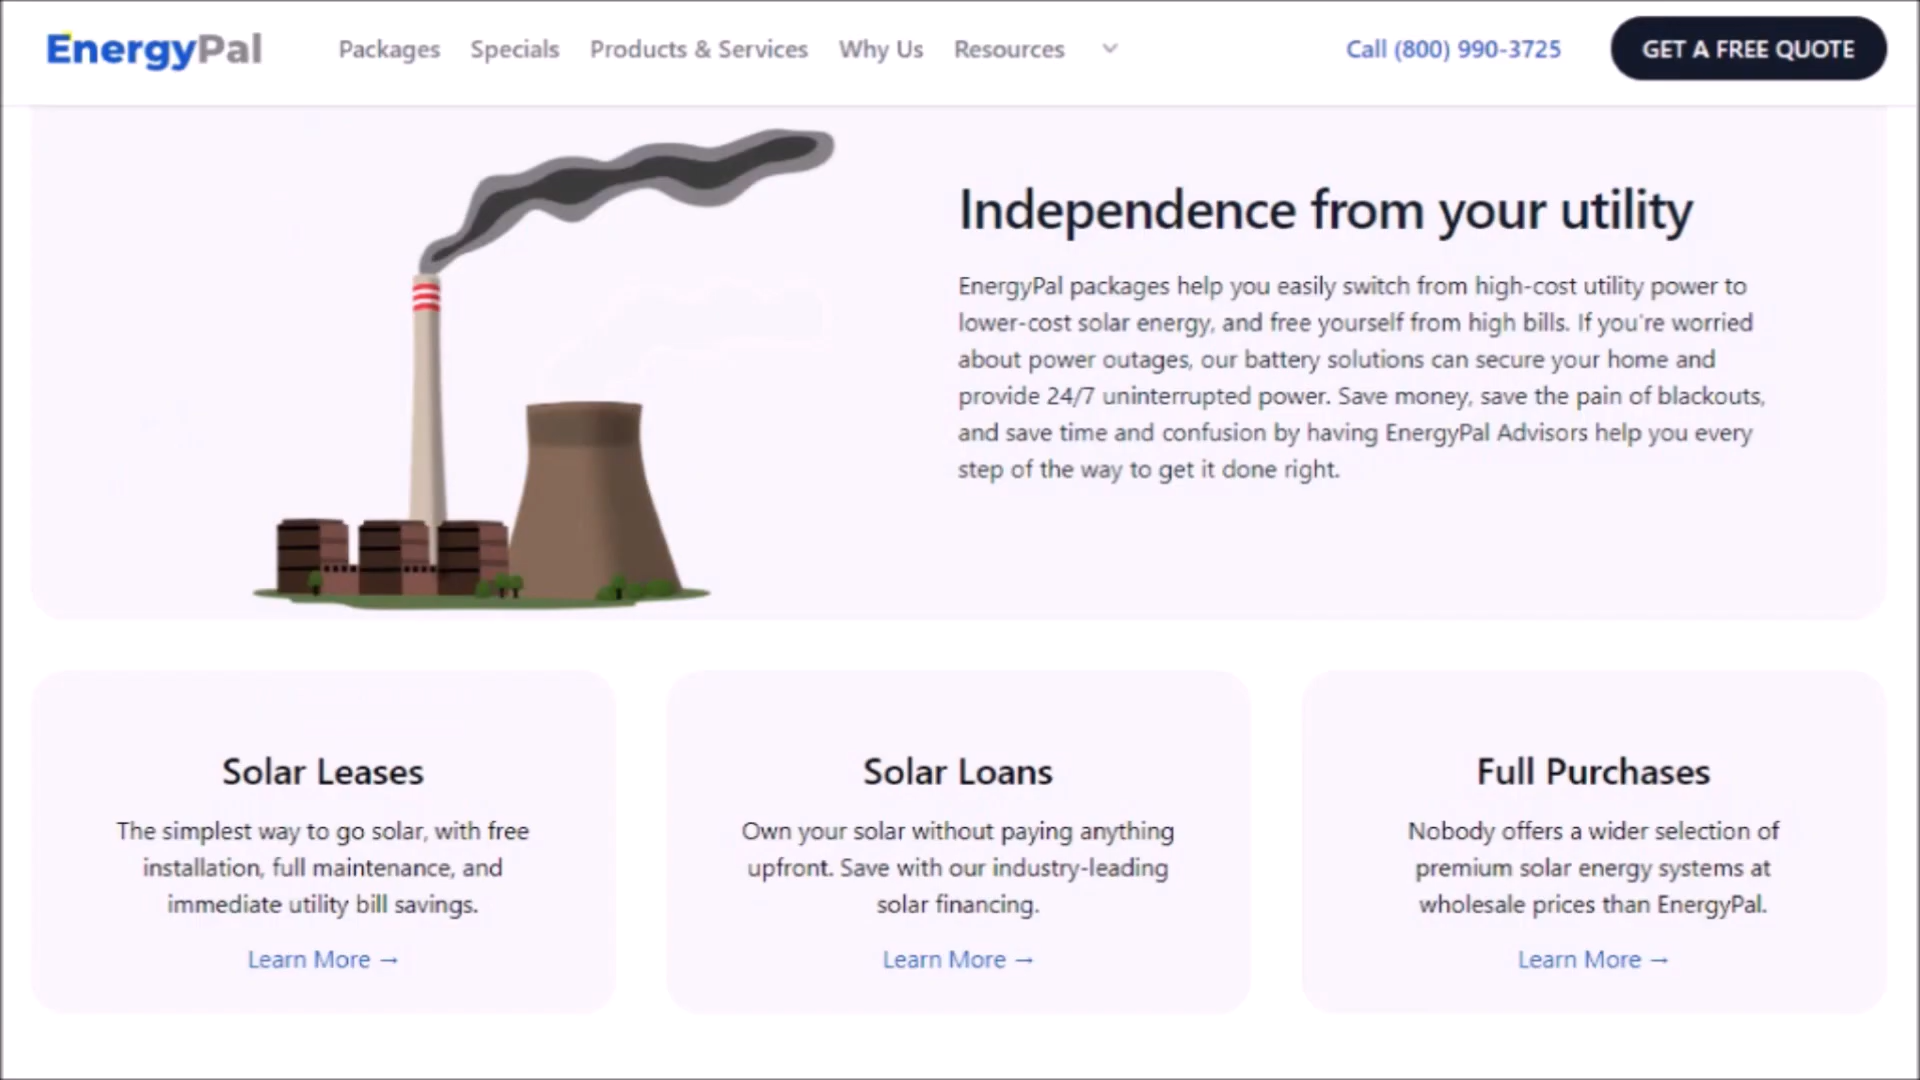 EnergyPal
Packages
Specials
Products & Services
Why Us
Resources
Call (800) 990-3725
GET A FREE QUOTE
Independence from your utility
EnergyPal packages help you easily switch from high-cost utility power to
lower-cost solar energy, and free yourself from high bills. If you're worried
about power outages, our battery solutions can secure your home and
provide 24/7 uninterrupted power. Save money, save the pain of blackouts,
and save time and confusion by having EnergyPal Advisors help you every
step of the way to get it done right.
Solar Leases
The simplest way to go solar, with free
installation, full maintenance, and
immediate utility bill savings.
Learn More →
Solar Loans
Own your solar without paying anything
upfront. Save with our industry-leading
solar financing.
Learn More →
Full Purchases
Nobody offers a wider selection of
premium solar energy systems at
wholesale prices than EnergyPal.
Learn More →